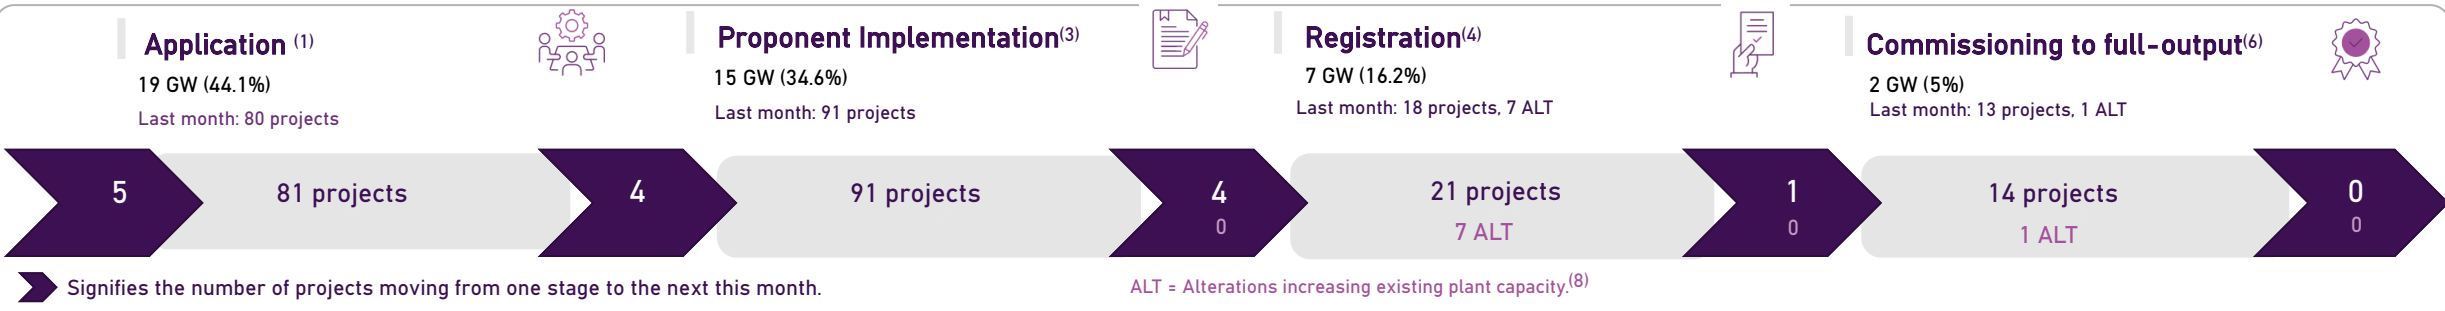 Application (1)
19 GW (44.1%)
Last month: 80 projects
Proponent Implementation(3)
15 GW (34.6%)
Last month: 91 projects
Registration(4)
7 GW (16.2%)
Last month: 18 projects, 7 ALT
Commissioning to full-output(6)
2 GW (5%)
Last month: 13 projects, 1 ALT
5
81 projects
4
91 projects
4
0
21 projects
7 ALT
1
0
14 projects
1 ALT
0
0
Signifies the number of projects moving from one stage to the next this month.
ALT = Alterations increasing existing plant capacity.(8)